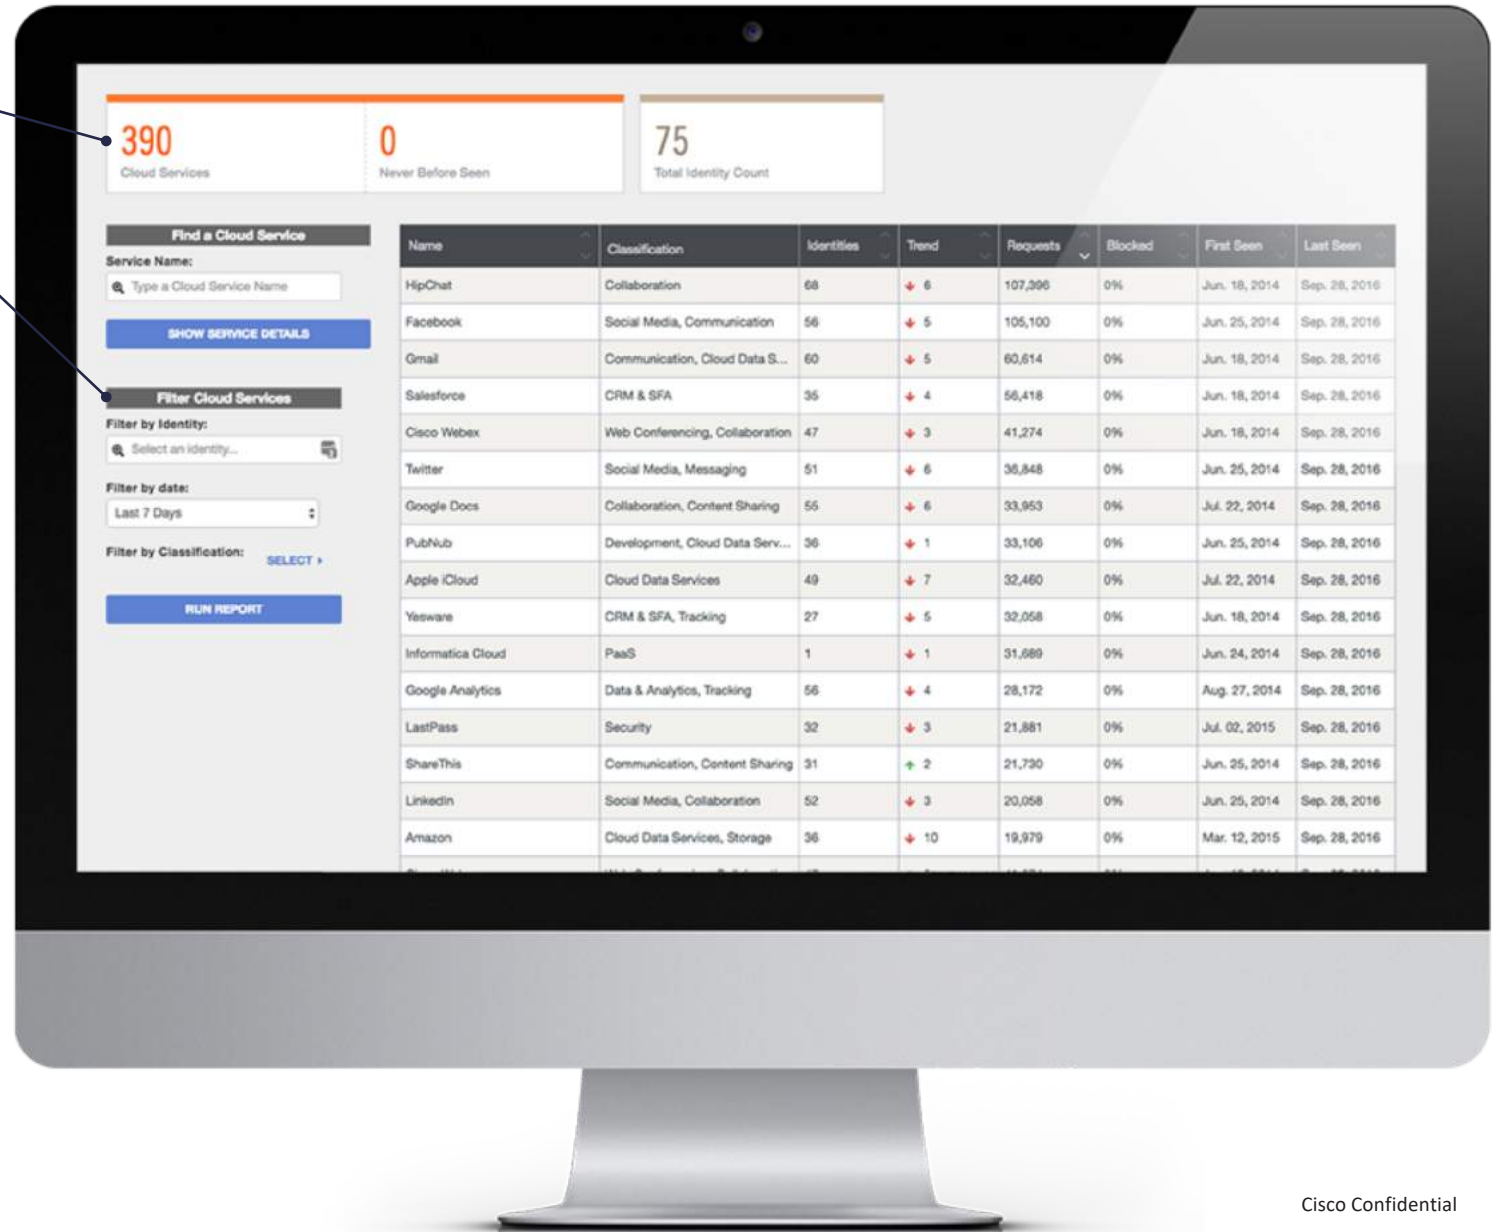 390
Cloud Services
0
Never Before Seen
75
Total Identity Count
Find a Cloud Service
Service Name:
Type a Cloud Service Name
SHOW SERVICE DETAILS
Filter Cloud Services
Filter by Identity:
Select an identity...
Filter by date:
Last 7 Days
Filter by Classification:
SELECT
RUN REPORT
Name Classification Identities Trend Requests Blocked First Seen Last Seen
HipChat Collaboration 68 6 107,396 0% Jun. 18, 2014 Sep. 28, 2016
Facebook Social Media, Communication 56 5 105,100 0% Jun. 25, 2014 Sep. 28, 2016
Gmail Communication, Cloud Data S... 60 5 60,614 0% Jun. 18, 2014 Sep. 28, 2016
Salesforce CRM & SFA 35 4 56,418 0% Jun. 18, 2014 Sep. 28, 2016
Cisco Webex Web Conferencing, Collaboration 47 3 41,274 0% Jun. 18, 2014 Sep. 28, 2016
Twitter Social Media, Messaging 51 6 36,848 0% Jun. 25, 2014 Sep. 28, 2016
Google Docs Collaboration, Content Sharing 55 6 33,953 0% Jul. 22, 2014 Sep. 28, 2016
PubNub Development, Cloud Data Serv... 36 1 33,106 0% Jun. 25, 2014 Sep. 28, 2016
Apple iCloud Cloud Data Services 49 7 32,460 0% Jul. 22, 2014 Sep. 28, 2016
Yesware CRM & SFA, Tracking 27 5 32,058 0% Jun. 18, 2014 Sep. 28, 2016
Informatica Cloud PaaS 1 1 31,689 0% Jun. 24, 2014 Sep. 28, 2016
Google Analytics Data & Analytics, Tracking 56 4 28,172 0% Aug. 27, 2014 Sep. 28, 2016
LastPass Security 32 3 21,881 0% Jul. 02, 2015 Sep. 28, 2016
ShareThis Communication, Content Sharing 31 2 21,730 0% Jun. 25, 2014 Sep. 28, 2016
LinkedIn Social Media, Collaboration 52 3 20,058 0% Jun. 25, 2014 Sep. 28, 2016
Amazon Cloud Data Services, Storage 36 10 19,979 0% Mar. 12, 2015 Sep. 28, 2016
Cisco Confidential